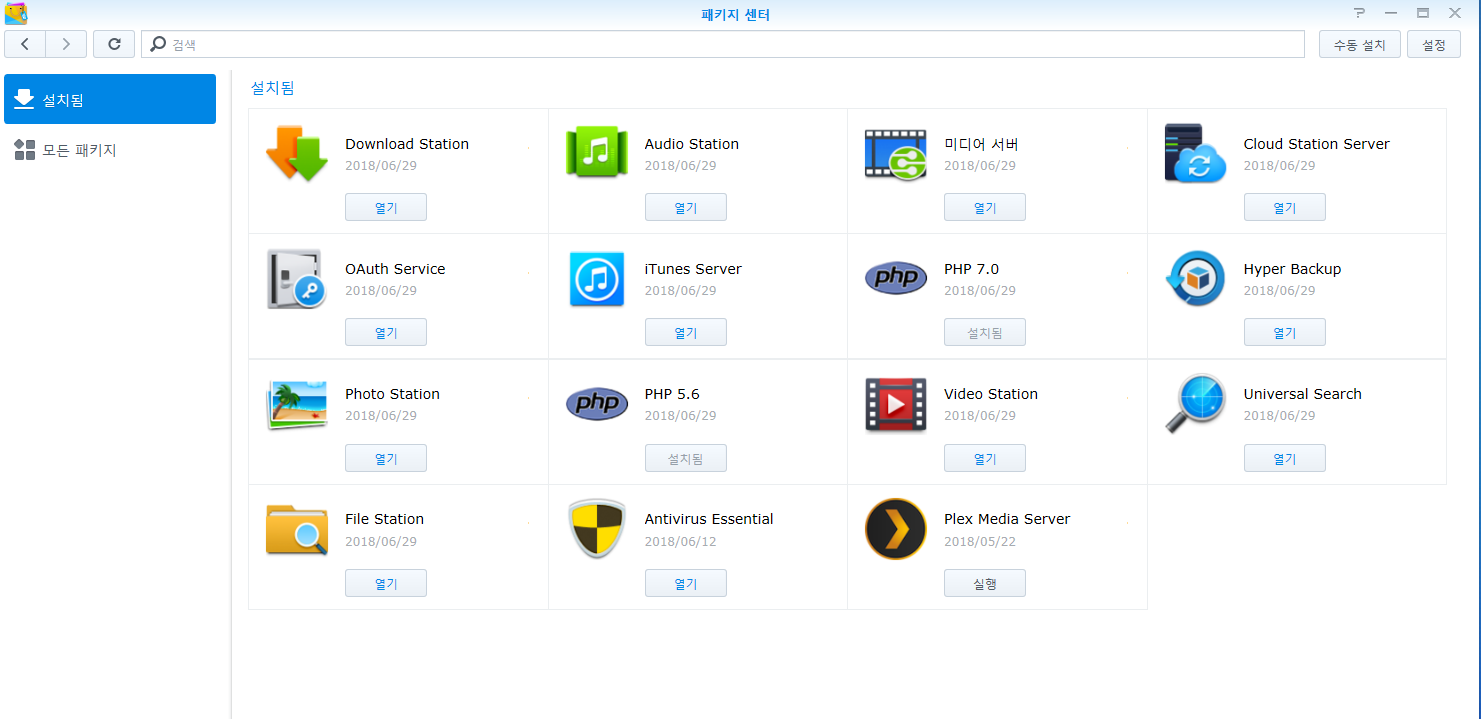 패키지 센터
검색
수동 설치
설정
설치됨
모든 패키지
설치됨
Download Station
2018/06/29
열기
Audio Station
2018/06/29
열기
미디어 서버
2018/06/29
열기
Cloud Station Server
2018/06/29
열기
OAuth Service
2018/06/29
열기
iTunes Server
2018/06/29
열기
php
PHP 7.0
2018/06/29
설치됨
Hyper Backup
2018/06/29
열기
Photo Station
2018/06/29
열기
php
PHP 5.6
2018/06/29
설치됨
Video Station
2018/06/29
열기
Universal Search
2018/06/29
열기
File Station
2018/06/29
열기
Antivirus Essential
2018/06/12
열기
Plex Media Server
2018/05/22
실행